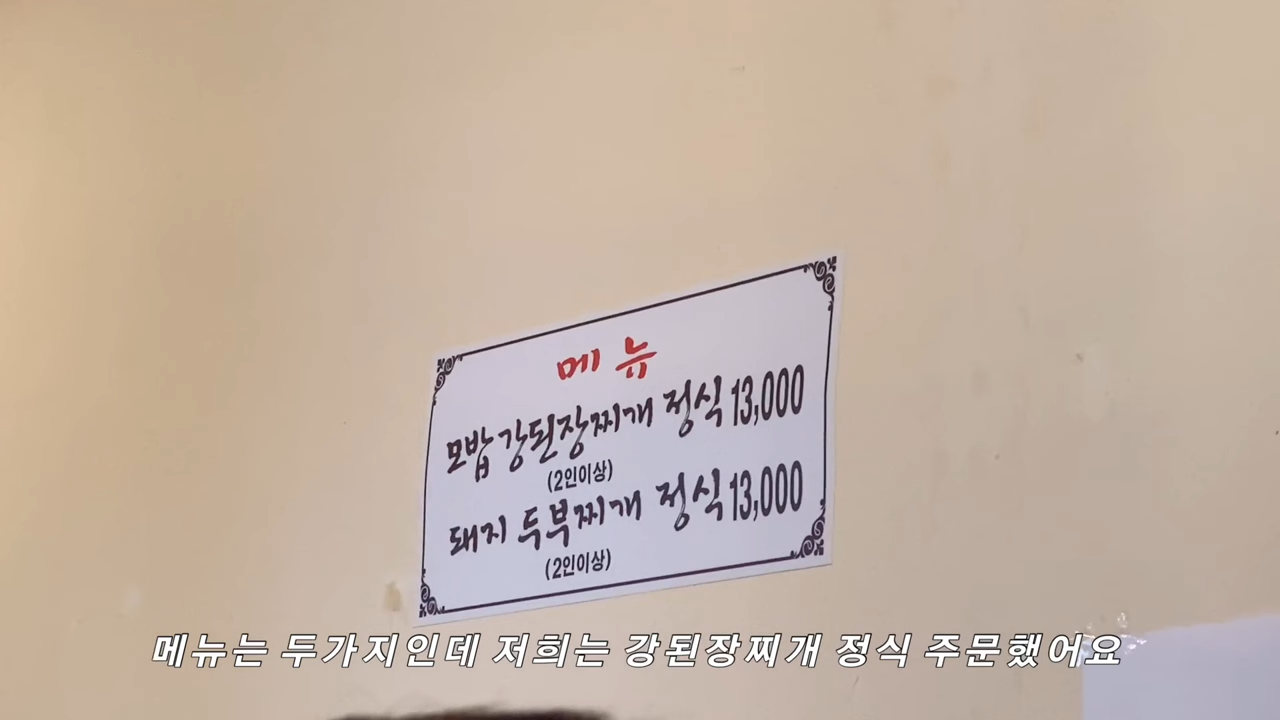 메뉴
모밥 강된장찌개 정식 13,000
(2인이상)
돼지 두부찌개 정식 13,000
(2인이상)
메뉴는 두가지인데 저희는 강된장찌개 정식 주문했어요